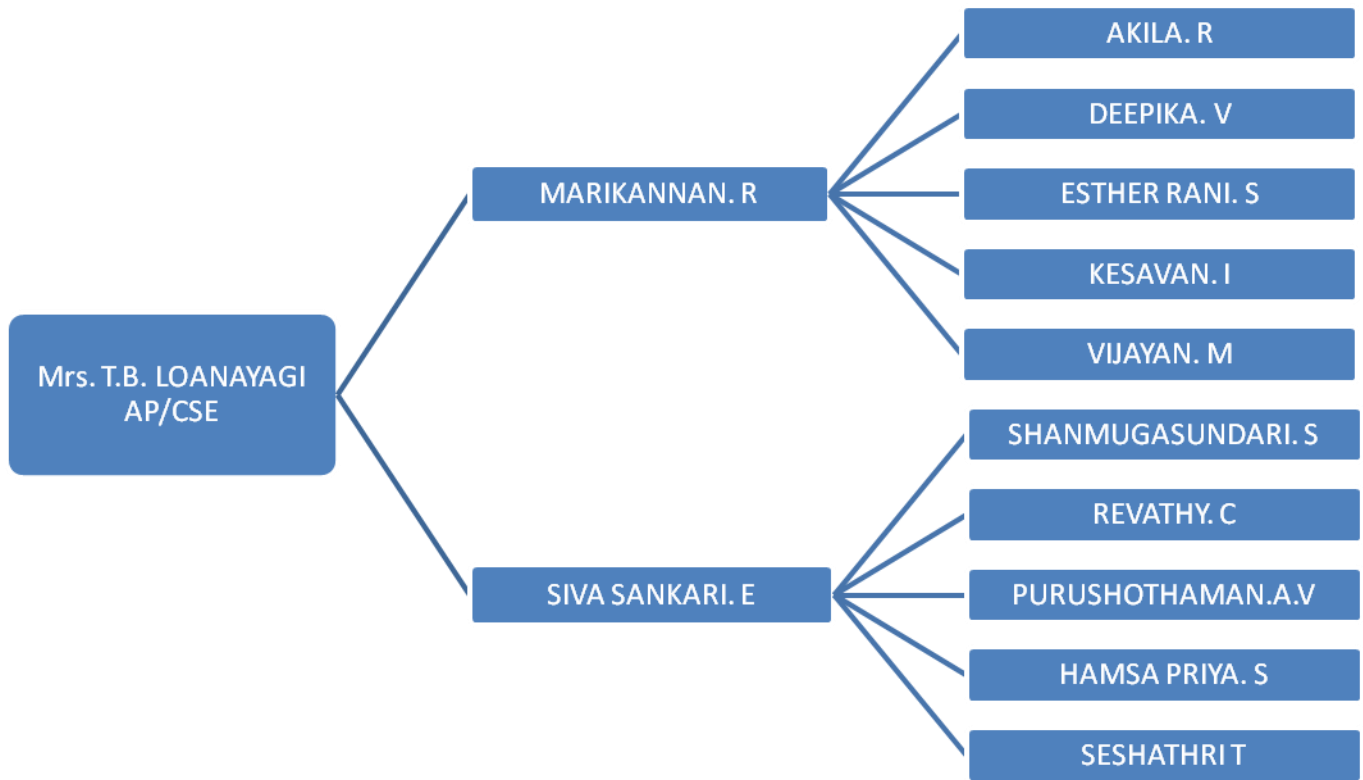 Mrs. T.B. LOANAYAGI
AP/CSE
MARIKANNAN. R
AKILA. R
DEEPIKA. V
ESTHER RANI. S
KESAVAN. I
VIJAYAN. M
SIVA SANKARI. E
SHANMUGASUNDARI. S
REVATHY. C
PURUSHOTHAMAN.A.V
HAMSA PRIYA. S
SESHATHRI T